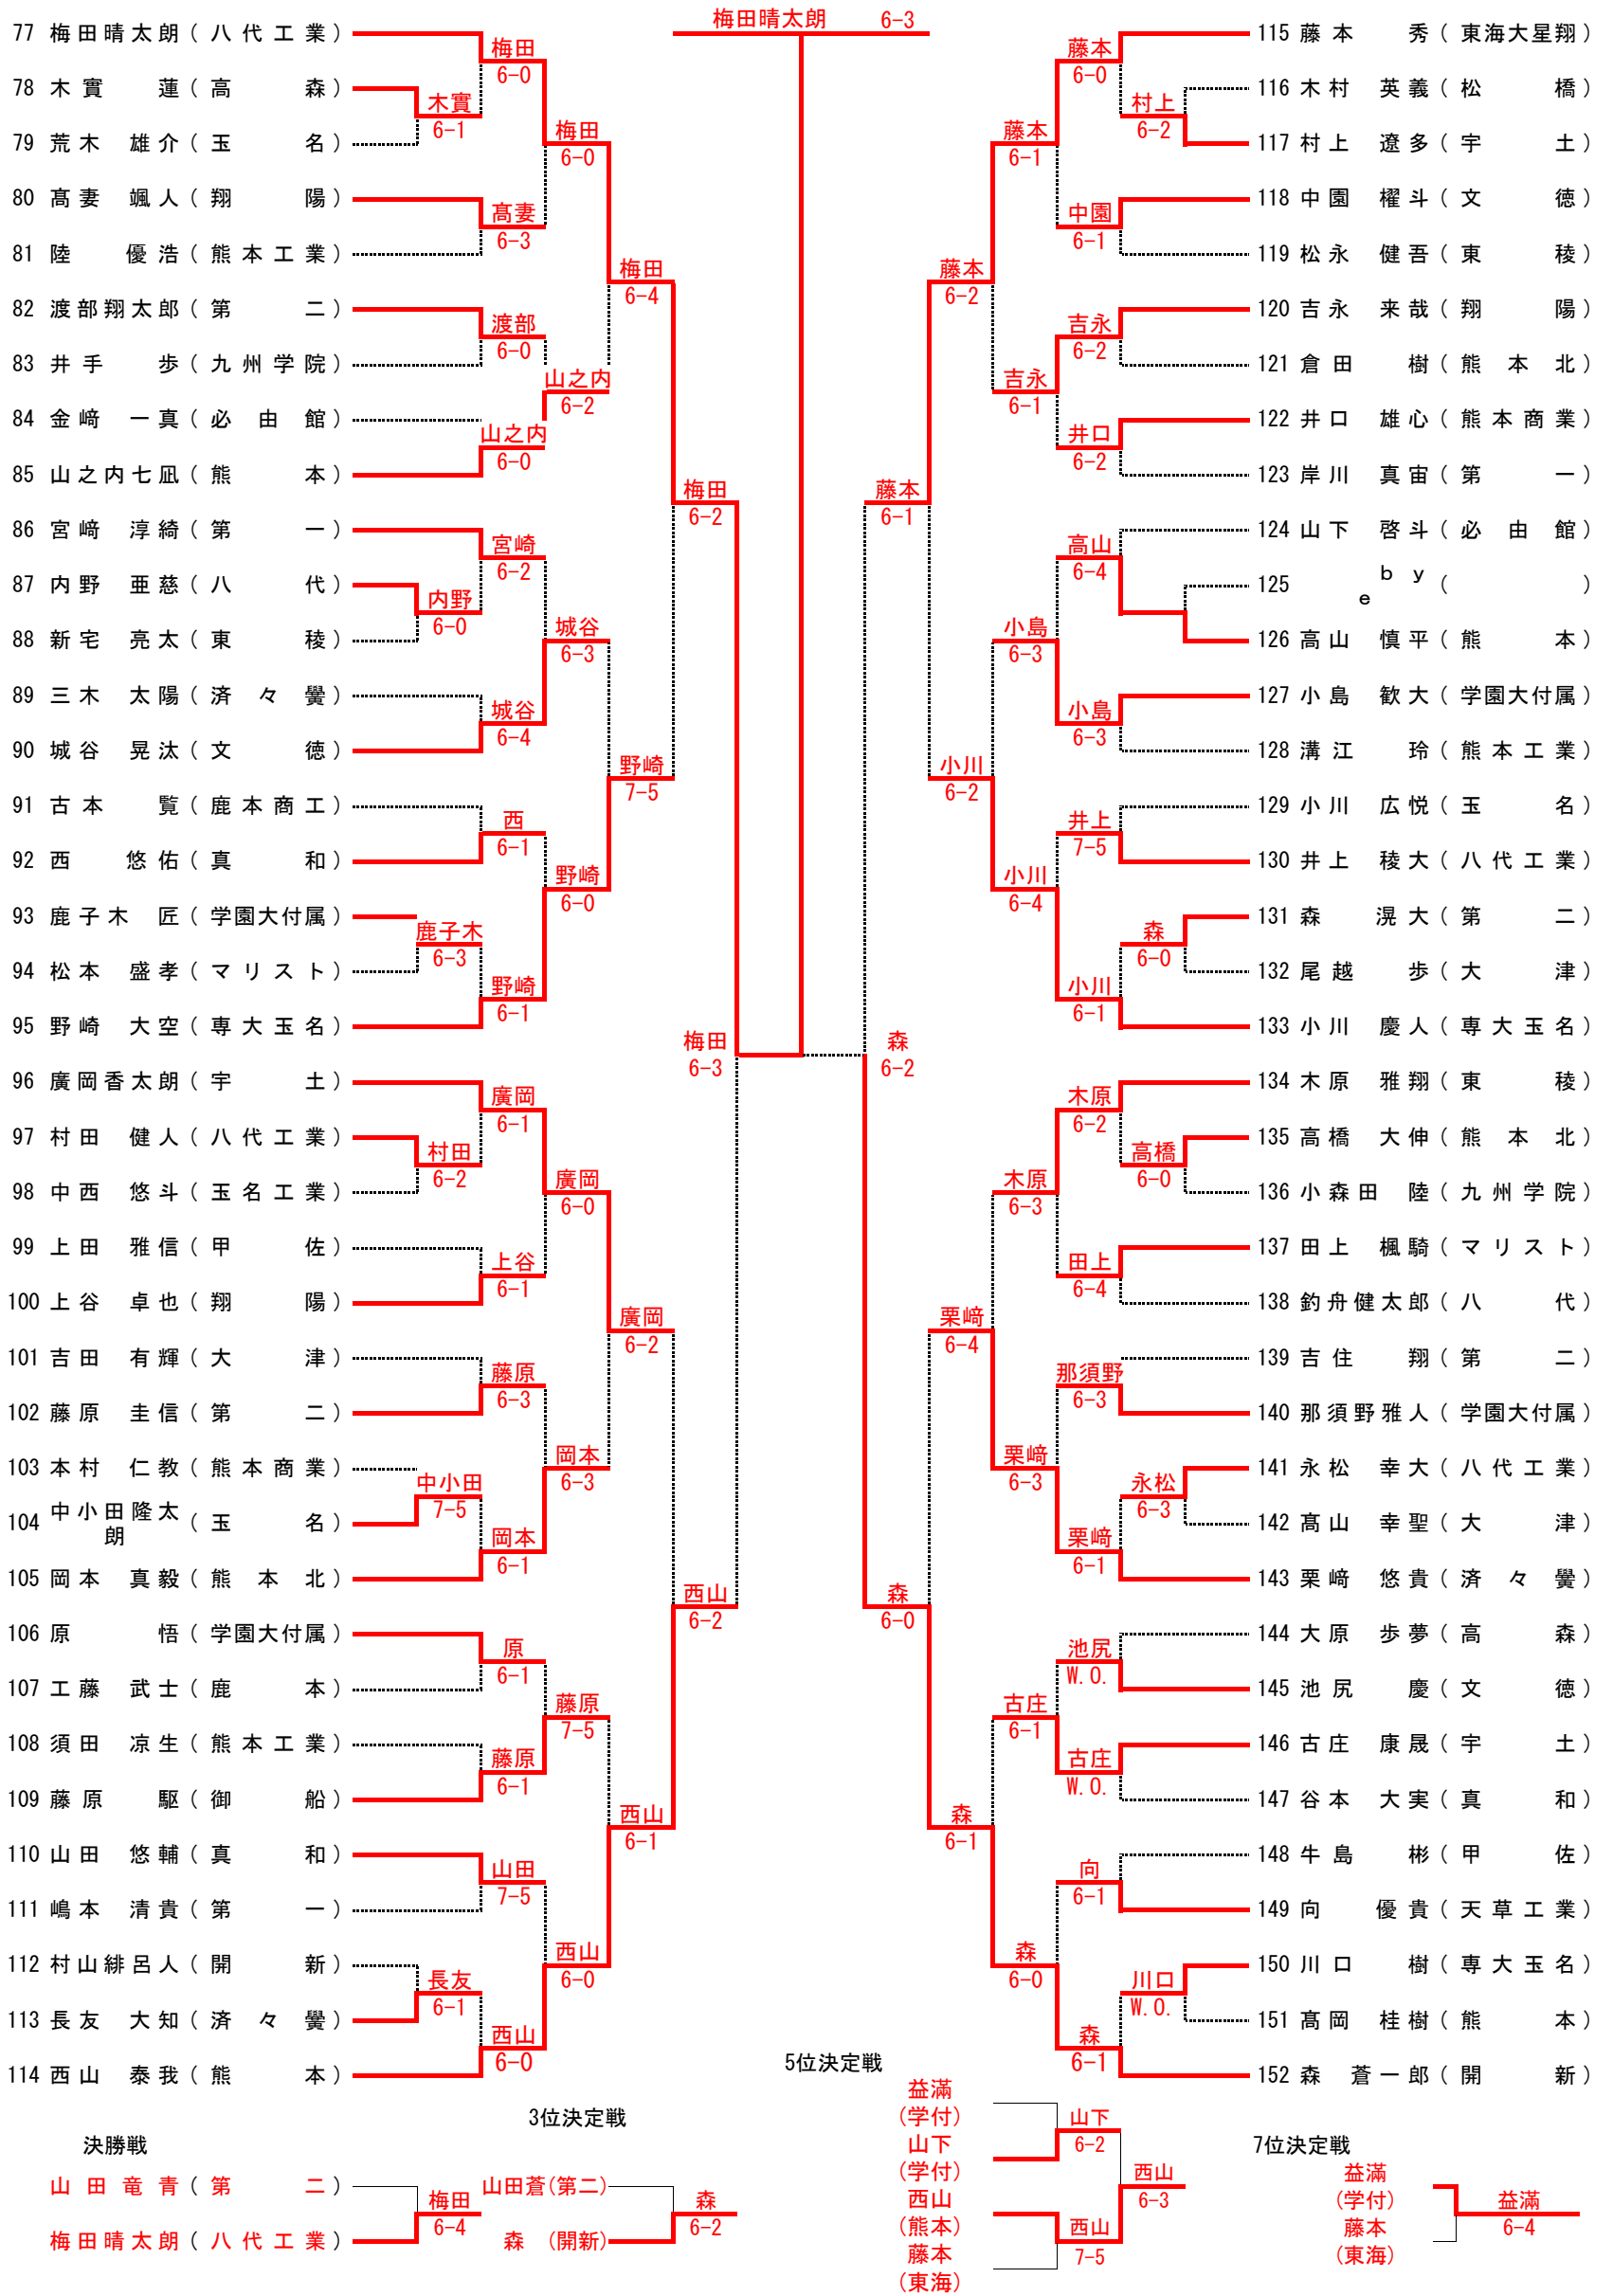 梅田晴太朗 6-3
77 梅田晴太朗(八代工業)
梅田
6-0
78 木實 蓮(高森)
木實
6-1
79 荒木 雄介(玉名)
梅田
6-0
80 髙妻 颯人(翔陽)
髙妻
6-3
81 陸 優浩(熊本工業)
梅田
6-4
82 渡部翔太郎(第二)
渡部
6-0
83 井手 歩(九州学院)
山之内
6-2
84 金﨑 一真(必由館)
山之内
6-0
85 山之内七凪(熊本)
梅田
6-2
86 宮﨑 淳綺(第一)
宮崎
6-2
87 内野 亜慈(八代)
内野
6-0
88 新宅 亮太(東稜)
城谷
6-3
89 三木 太陽(済々黌)
城谷
6-4
90 城谷 晃汰(文徳)
野崎
7-5
91 古本 覧(鹿本商工)
西
6-1
92 西 悠佑(真和)
野崎
6-0
93 鹿子木 匠(学園大付属)
鹿子木
6-3
94 松本 盛孝(マリスト)
野崎
6-1
95 野崎 大空(専大玉名)
梅田
6-3
96 廣岡香太朗(宇土)
廣岡
6-1
97 村田 健人(八代工業)
村田
6-2
98 中西 悠斗(玉名工業)
廣岡
6-0
99 上田 雅信(甲佐)
上谷
6-1
100 上谷 卓也(翔陽)
廣岡
6-2
101 吉田 有輝(大津)
藤原
6-3
102 藤原 圭信(第二)
岡本
6-3
103 本村 仁教(熊本商業)
中小田
7-5
104 中小田隆太朗(玉名)
岡本
6-1
105 岡本 真毅(熊本北)
西山
6-2
106 原 悟(学園大付属)
原
6-1
107 工藤 武士(鹿本)
藤原
7-5
108 須田 凉生(熊本工業)
藤原
6-1
109 藤原 駆(御船)
西山
6-1
110 山田 悠輔(真和)
山田
7-5
111 嶋本 清貴(第一)
西山
6-0
112 村山緋呂人(開新)
長友
6-1
113 長友 大知(済々黌)
西山
6-0
114 西山 泰我(熊本)
115 藤本 秀(東海大星翔)
藤本
6-0
116 木村 英義(松橋)
村上
6-2
117 村上 遼多(宇土)
藤本
6-1
118 中園 櫂斗(文徳)
中園
6-1
119 松永 健吾(東稜)
藤本
6-2
120 吉永 来哉(翔陽)
吉永
6-2
121 倉田 樹(熊本北)
吉永
6-1
122 井口 雄心(熊本商業)
井口
6-2
123 岸川 真宙(第一)
藤本
6-1
124 山下 啓斗(必由館)
高山
6-4
125 bye( )
126 高山 慎平(熊本)
小島
6-3
127 小島 歓大(学園大付属)
小島
6-3
128 溝江 玲(熊本工業)
小川
6-2
129 小川 広悦(玉名)
井上
7-5
130 井上 稜大(八代工業)
小川
6-4
131 森 滉大(第二)
森
6-0
132 尾越 歩(大津)
小川
6-1
133 小川 慶人(専大玉名)
森
6-2
134 木原 雅翔(東稜)
木原
6-2
135 高橋 大伸(熊本北)
高橋
6-0
136 小森田 陸(九州学院)
木原
6-3
137 田上 楓騎(マリスト)
田上
6-4
138 釣舟健太郎(八代)
栗﨑
6-4
139 吉住 翔(第二)
那須野
6-3
140 那須野雅人(学園大付属)
栗﨑
6-3
141 永松 幸大(八代工業)
永松
6-3
142 髙山 幸聖(大津)
栗﨑
6-1
143 栗﨑 悠貴(済々黌)
森
6-0
144 大原 歩夢(高森)
池尻
W.O.
145 池尻 慶(文徳)
古庄
6-1
146 古庄 康晟(宇土)
古庄
W.O.
147 谷本 大実(真和)
森
6-1
148 牛島 彬(甲佐)
向
6-1
149 向 優貴(天草工業)
森
6-0
150 川口 樹(専大玉名)
川口
W.O.
151 髙岡 桂樹(熊本)
森
6-1
152 森 蒼一郎(開新)
決勝戦
山田竜青(第二)
梅田
6-4
梅田晴太朗(八代工業)
3位決定戦
山田蒼(第二)
森
6-2
森 (開新)
5位決定戦
益滿
(学付)
山下
6-2
山下
(学付)
西山
6-3
西山
(熊本)
西山
7-5
藤本
(東海)
7位決定戦
益滿
(学付)
益滿
6-4
藤本
(東海)